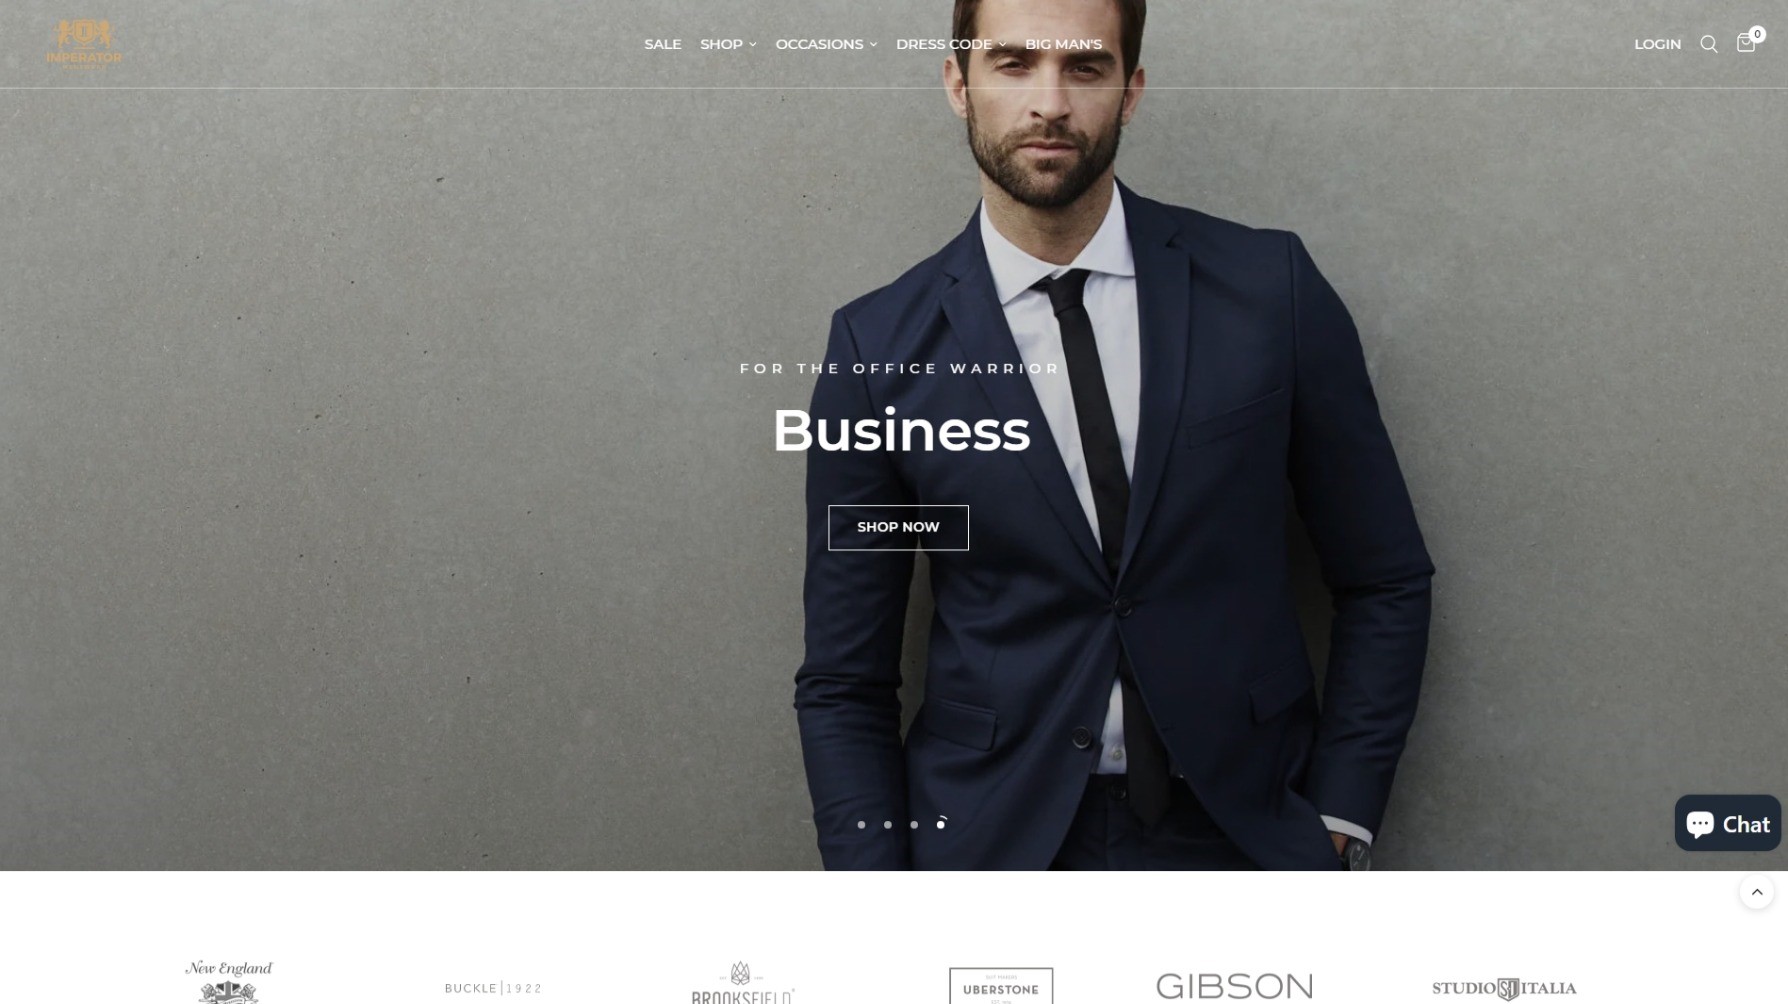 IMPERATOR
SALE SHOP OCCASIONS DRESS CODE BIG MAN'S
LOGIN
0
FOR THE OFFICE WARRIOR
Business
SHOP NOW
Chat
New England
BUCKLE 1922
BROOKSFIELD
UBERSTONE
GIBSON
STUDIO SI ITALIA